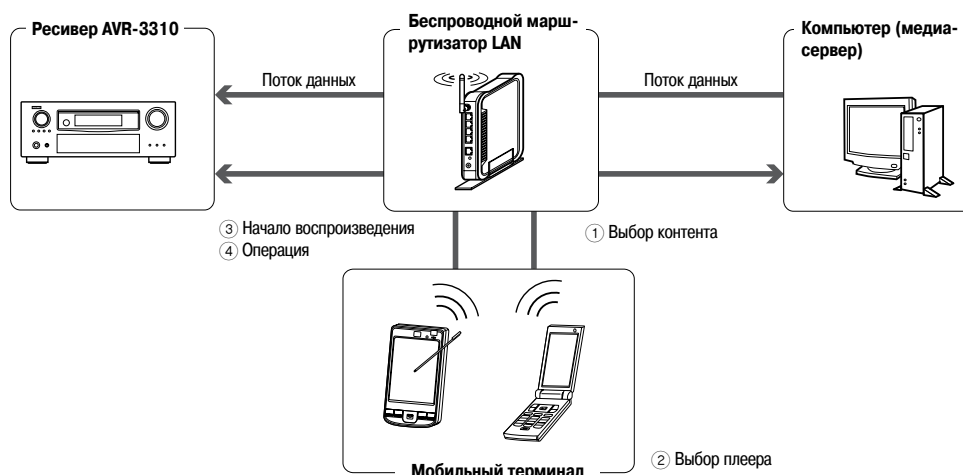 Ресивер AVR-3310
Беспроводной марш-
рутизатор LAN
Компьютер (медиа-
сервер)
Поток данных
Поток данных
③ Начало воспроизведения
④ Операция
① Выбор контента
② Выбор плеера
Мобильный терминал